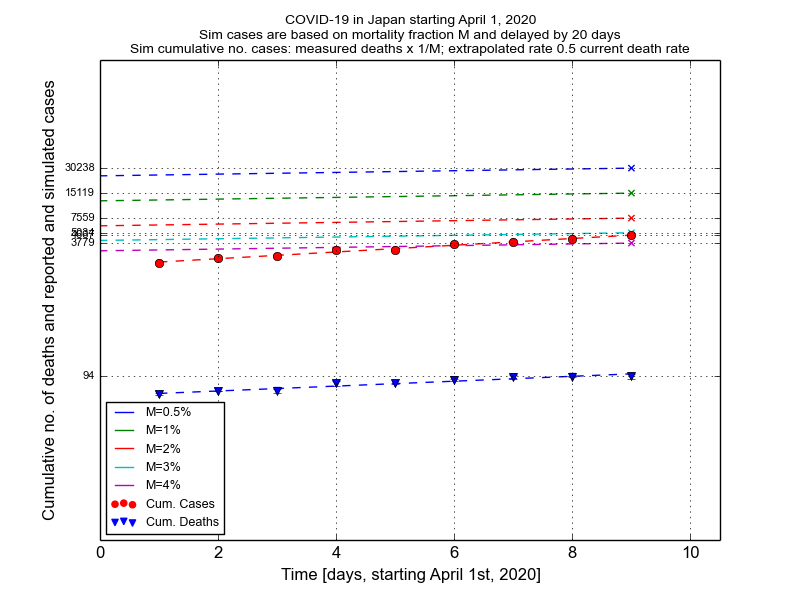 COVID-19 in Japan starting April 1, 2020
Sim cases are based on mortality fraction M and delayed by 20 days
Sim cumulative no. cases: measured deaths x 1/M; extrapolated rate 0.5 current death rate
Cumulative no. of deaths and reported and simulated cases
30238
15119
7559
3779
94
M=0.5%
M=1%
M=2%
M=3%
M=4%
Cum. Cases
Cum. Deaths
0 2 4 6 8 10
Time [days, starting April 1st, 2020]